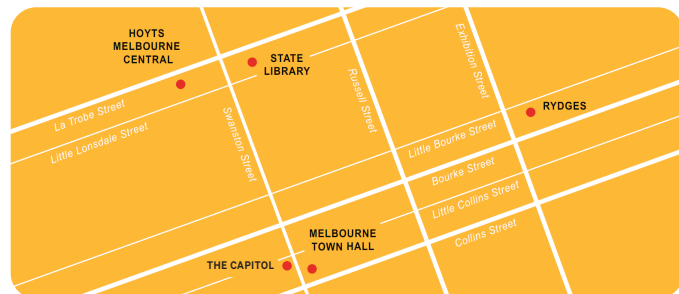 HOYTS
MELBOURNE
CENTRAL
STATE
LIBRARY
Exhibition Street
Russell Street
La Trobe Street
Little Lonsdale Street
Swanston Street
RYDGES
Little Bourke Street
Bourke Street
Little Collins Street
Collins Street
MELBOURNE
TOWN HALL
THE CAPITOL